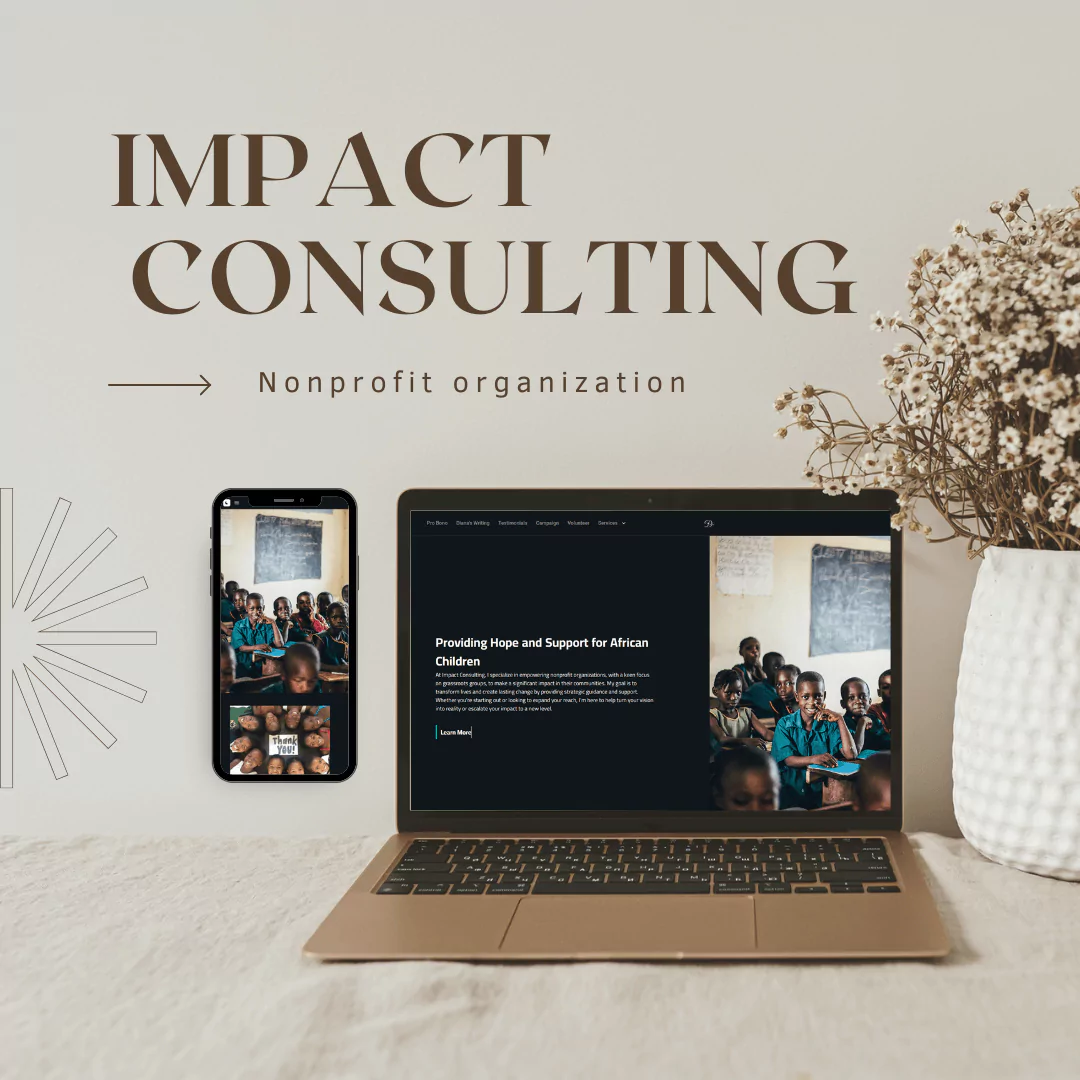 IMPACT
CONSULTING
Nonprofit organization
Pro Bono Diana's Writing Testimonials Campaign Volunteer Services
Providing Hope and Support for African
Children
At Impact Consulting, I specialize in empowering nonprofit organizations, with a keen focus
on grassroots groups, to make a significant impact in their communities. My goal is to
transform lives and create lasting change by providing strategic guidance and support.
Whether you're starting out or looking to expand your reach, I'm here to help turn your vision
into reality or escalate your impact to a new level.
Learn More
Thank
You!